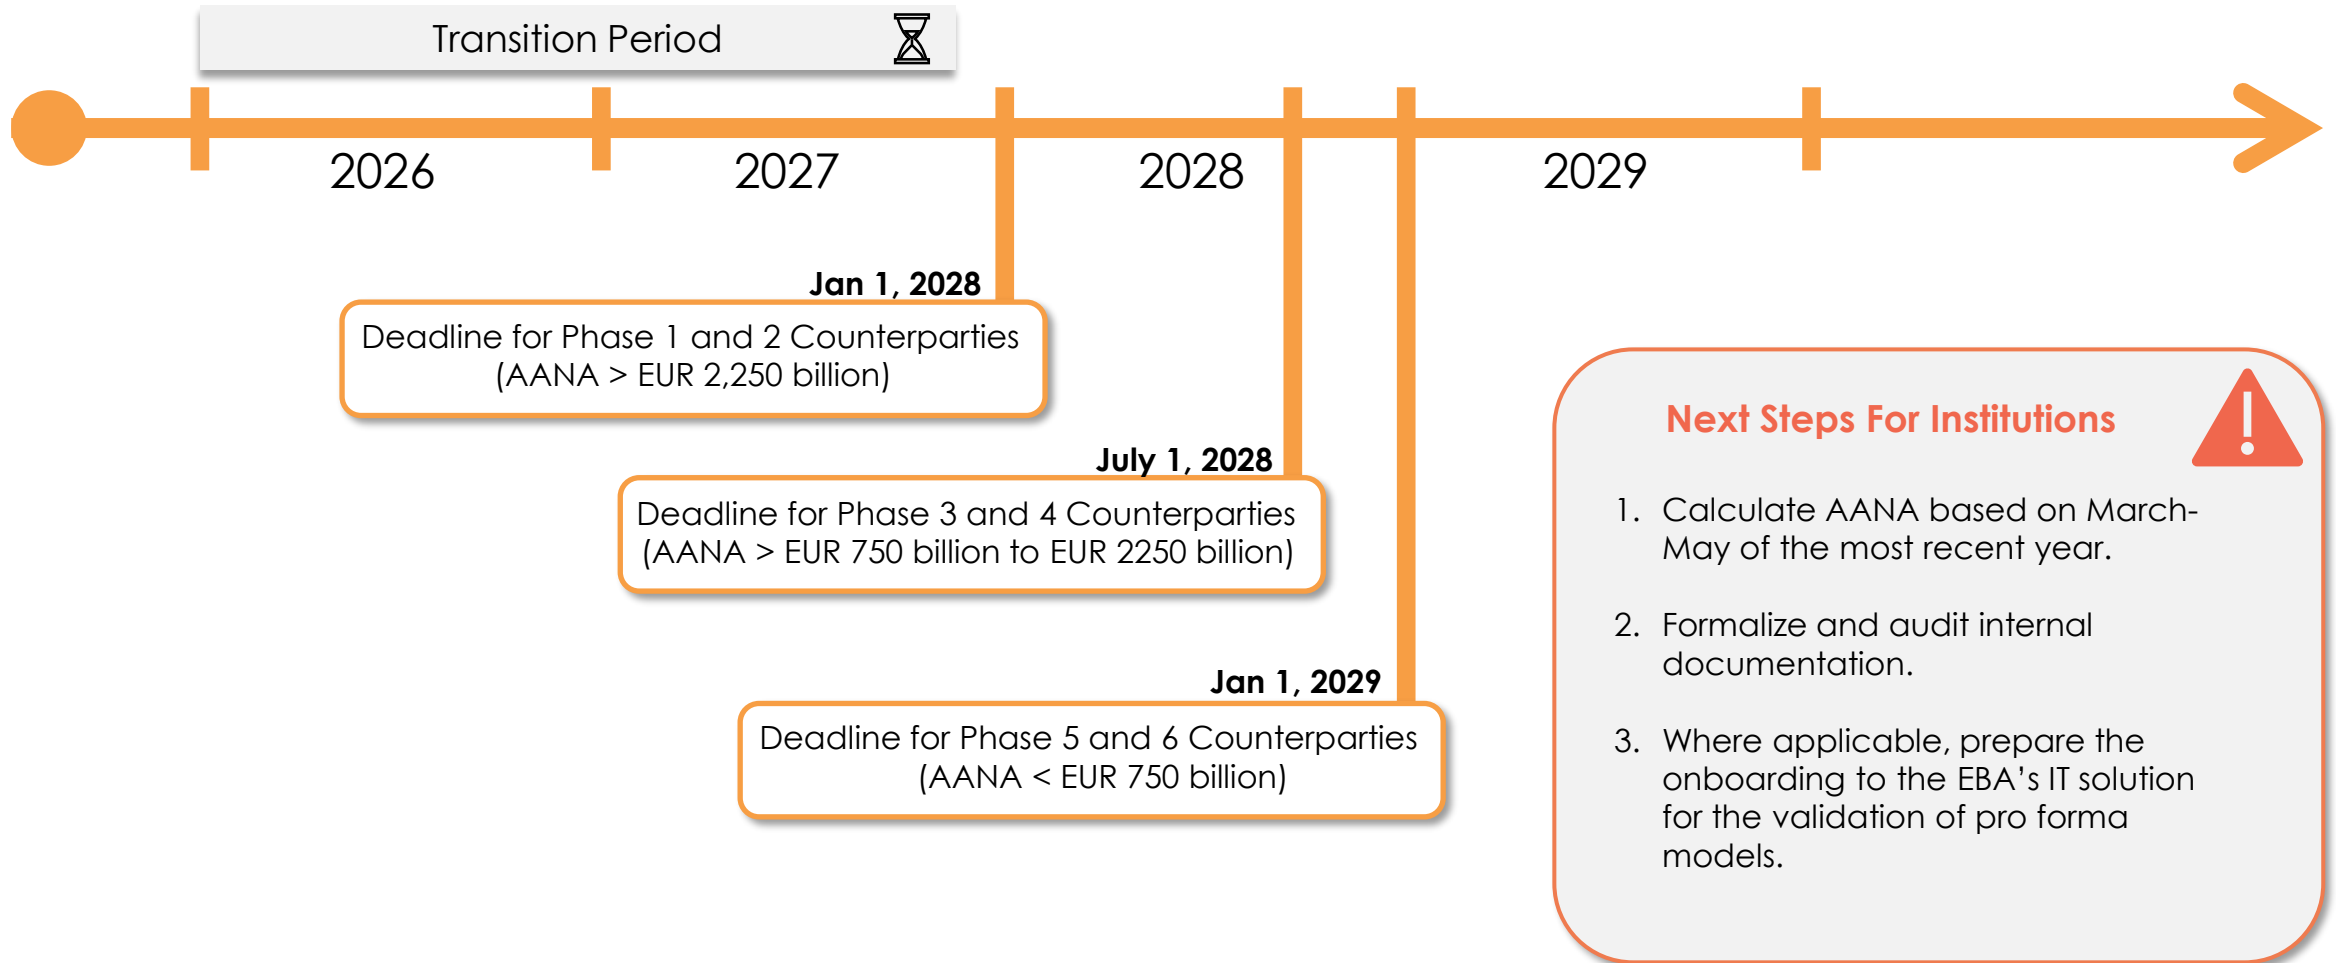 Transition Period
2026
2027
2028
2029
Jan 1, 2028
Deadline for Phase 1 and 2 Counterparties
(AANA > EUR 2,250 billion)
July 1, 2028
Deadline for Phase 3 and 4 Counterparties
(AANA > EUR 750 billion to EUR 2250 billion)
Jan 1, 2029
Deadline for Phase 5 and 6 Counterparties
(AANA < EUR 750 billion)
Next Steps For Institutions
1. Calculate AANA based on March-
May of the most recent year.
2. Formalize and audit internal
documentation.
3. Where applicable, prepare the
onboarding to the EBA's IT solution
for the validation of pro forma
models.